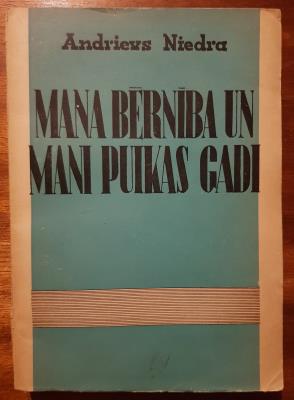 Andrievs Niedra
MANA BĒRNĪBA UN
MANI PUIKAS GADI